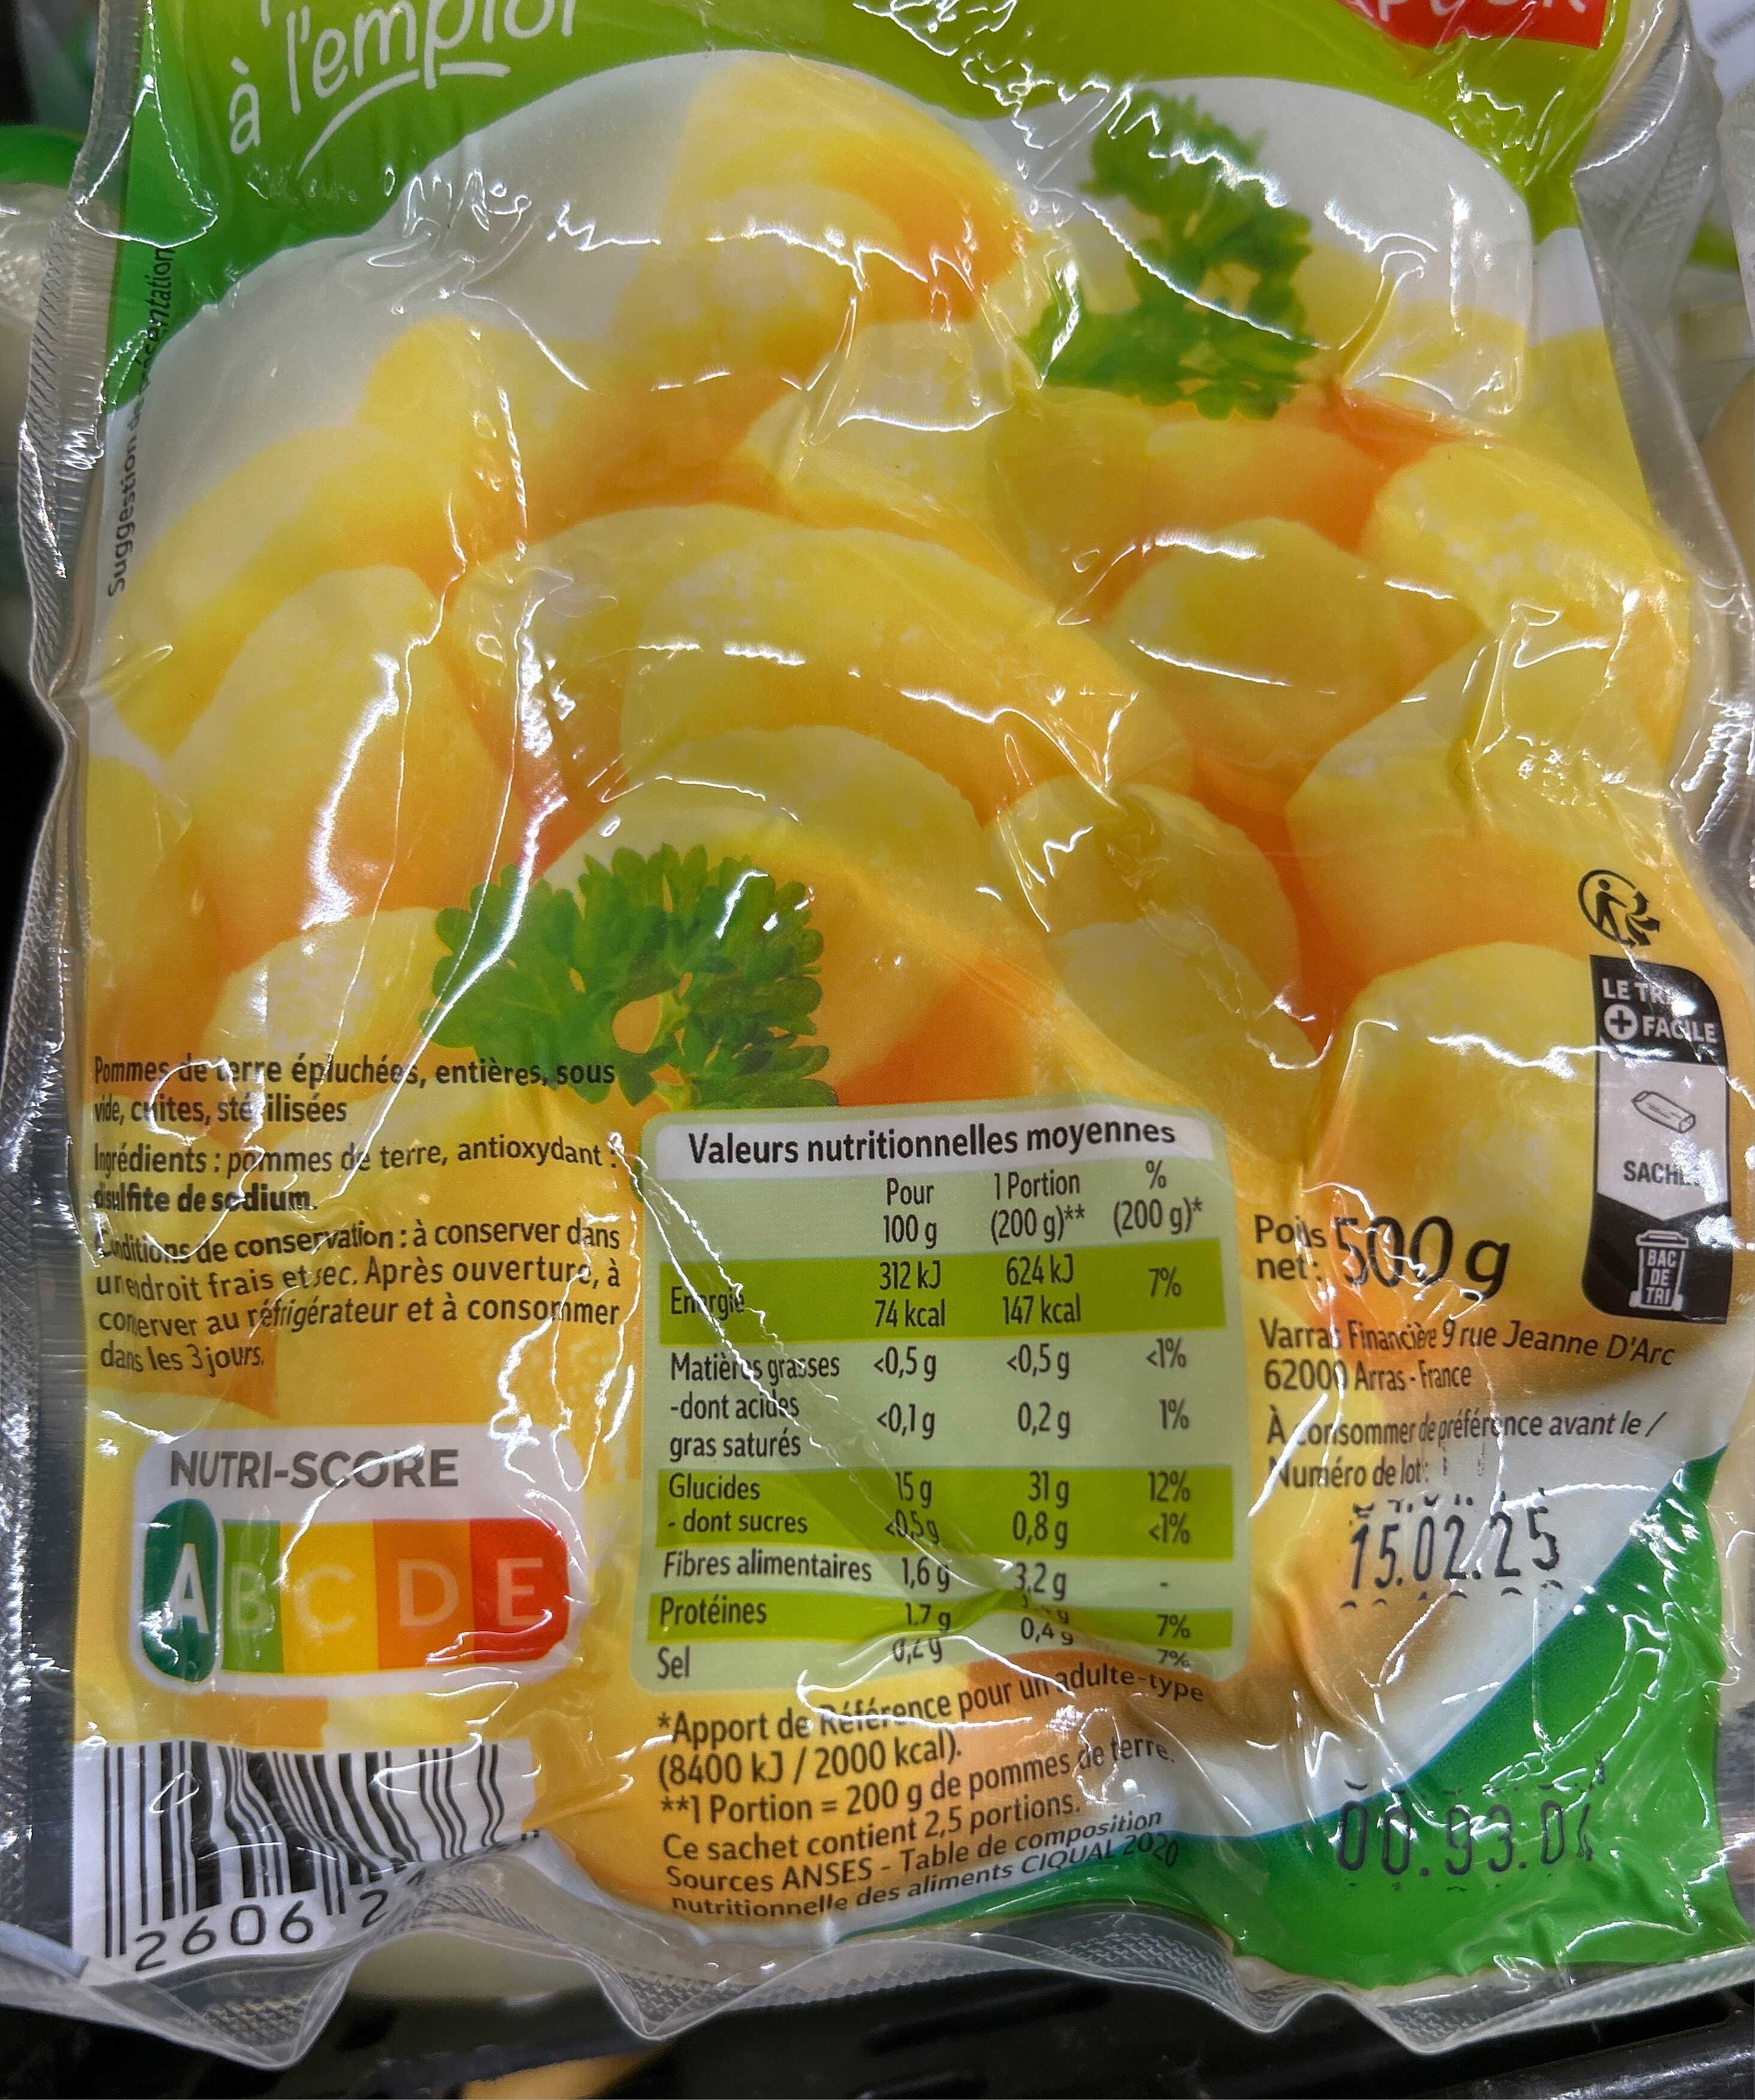 à l'emploi
Suggestion de présentation
Pommes de terre épluchées, entières, sous
vide, cuites, stérilisées
Ingrédients : pommes de terre, antioxydant :
disulfite de sodium.
Conditions de conservation : à conserver dans
un endroit frais et sec. Après ouverture, à
conserver au réfrigérateur et à consommer
dans les 3 jours.
NUTRI-SCORE
A B C D E
2606 2
Valeurs nutritionnelles moyennes
Pour 1 Portion %
100 g (200 g)** (200 g)*
Energie 312 kJ 624 kJ 7%
74 kcal 147 kcal
Matières grasses <0,5 g <0,5 g <1%
-dont acides
gras saturés <0,1 g 0,2 g 1%
Glucides 15 g 31 g 12%
- dont sucres <0,5 g 0,8 g <1%
Fibres alimentaires 1,6 g 3,2 g -
Protéines 1,7 g 7%
Sel 0,2 g 0,4 g 7%
*Apport de Référence pour un adulte-type
(8400 kJ / 2000 kcal).
**1 Portion = 200 g de pommes de terre.
Ce sachet contient 2,5 portions.
Sources ANSES - Table de composition
nutritionnelle des aliments CIQUAL 2020
LE TRI
+ FACILE
SACHET
BAC
DE
TRI
Poids
net : 500 g
Varras Financière 9 rue Jeanne D'Arc
62000 Arras - France
À consommer de préférence avant le /
Numéro de lot :
15.02.25